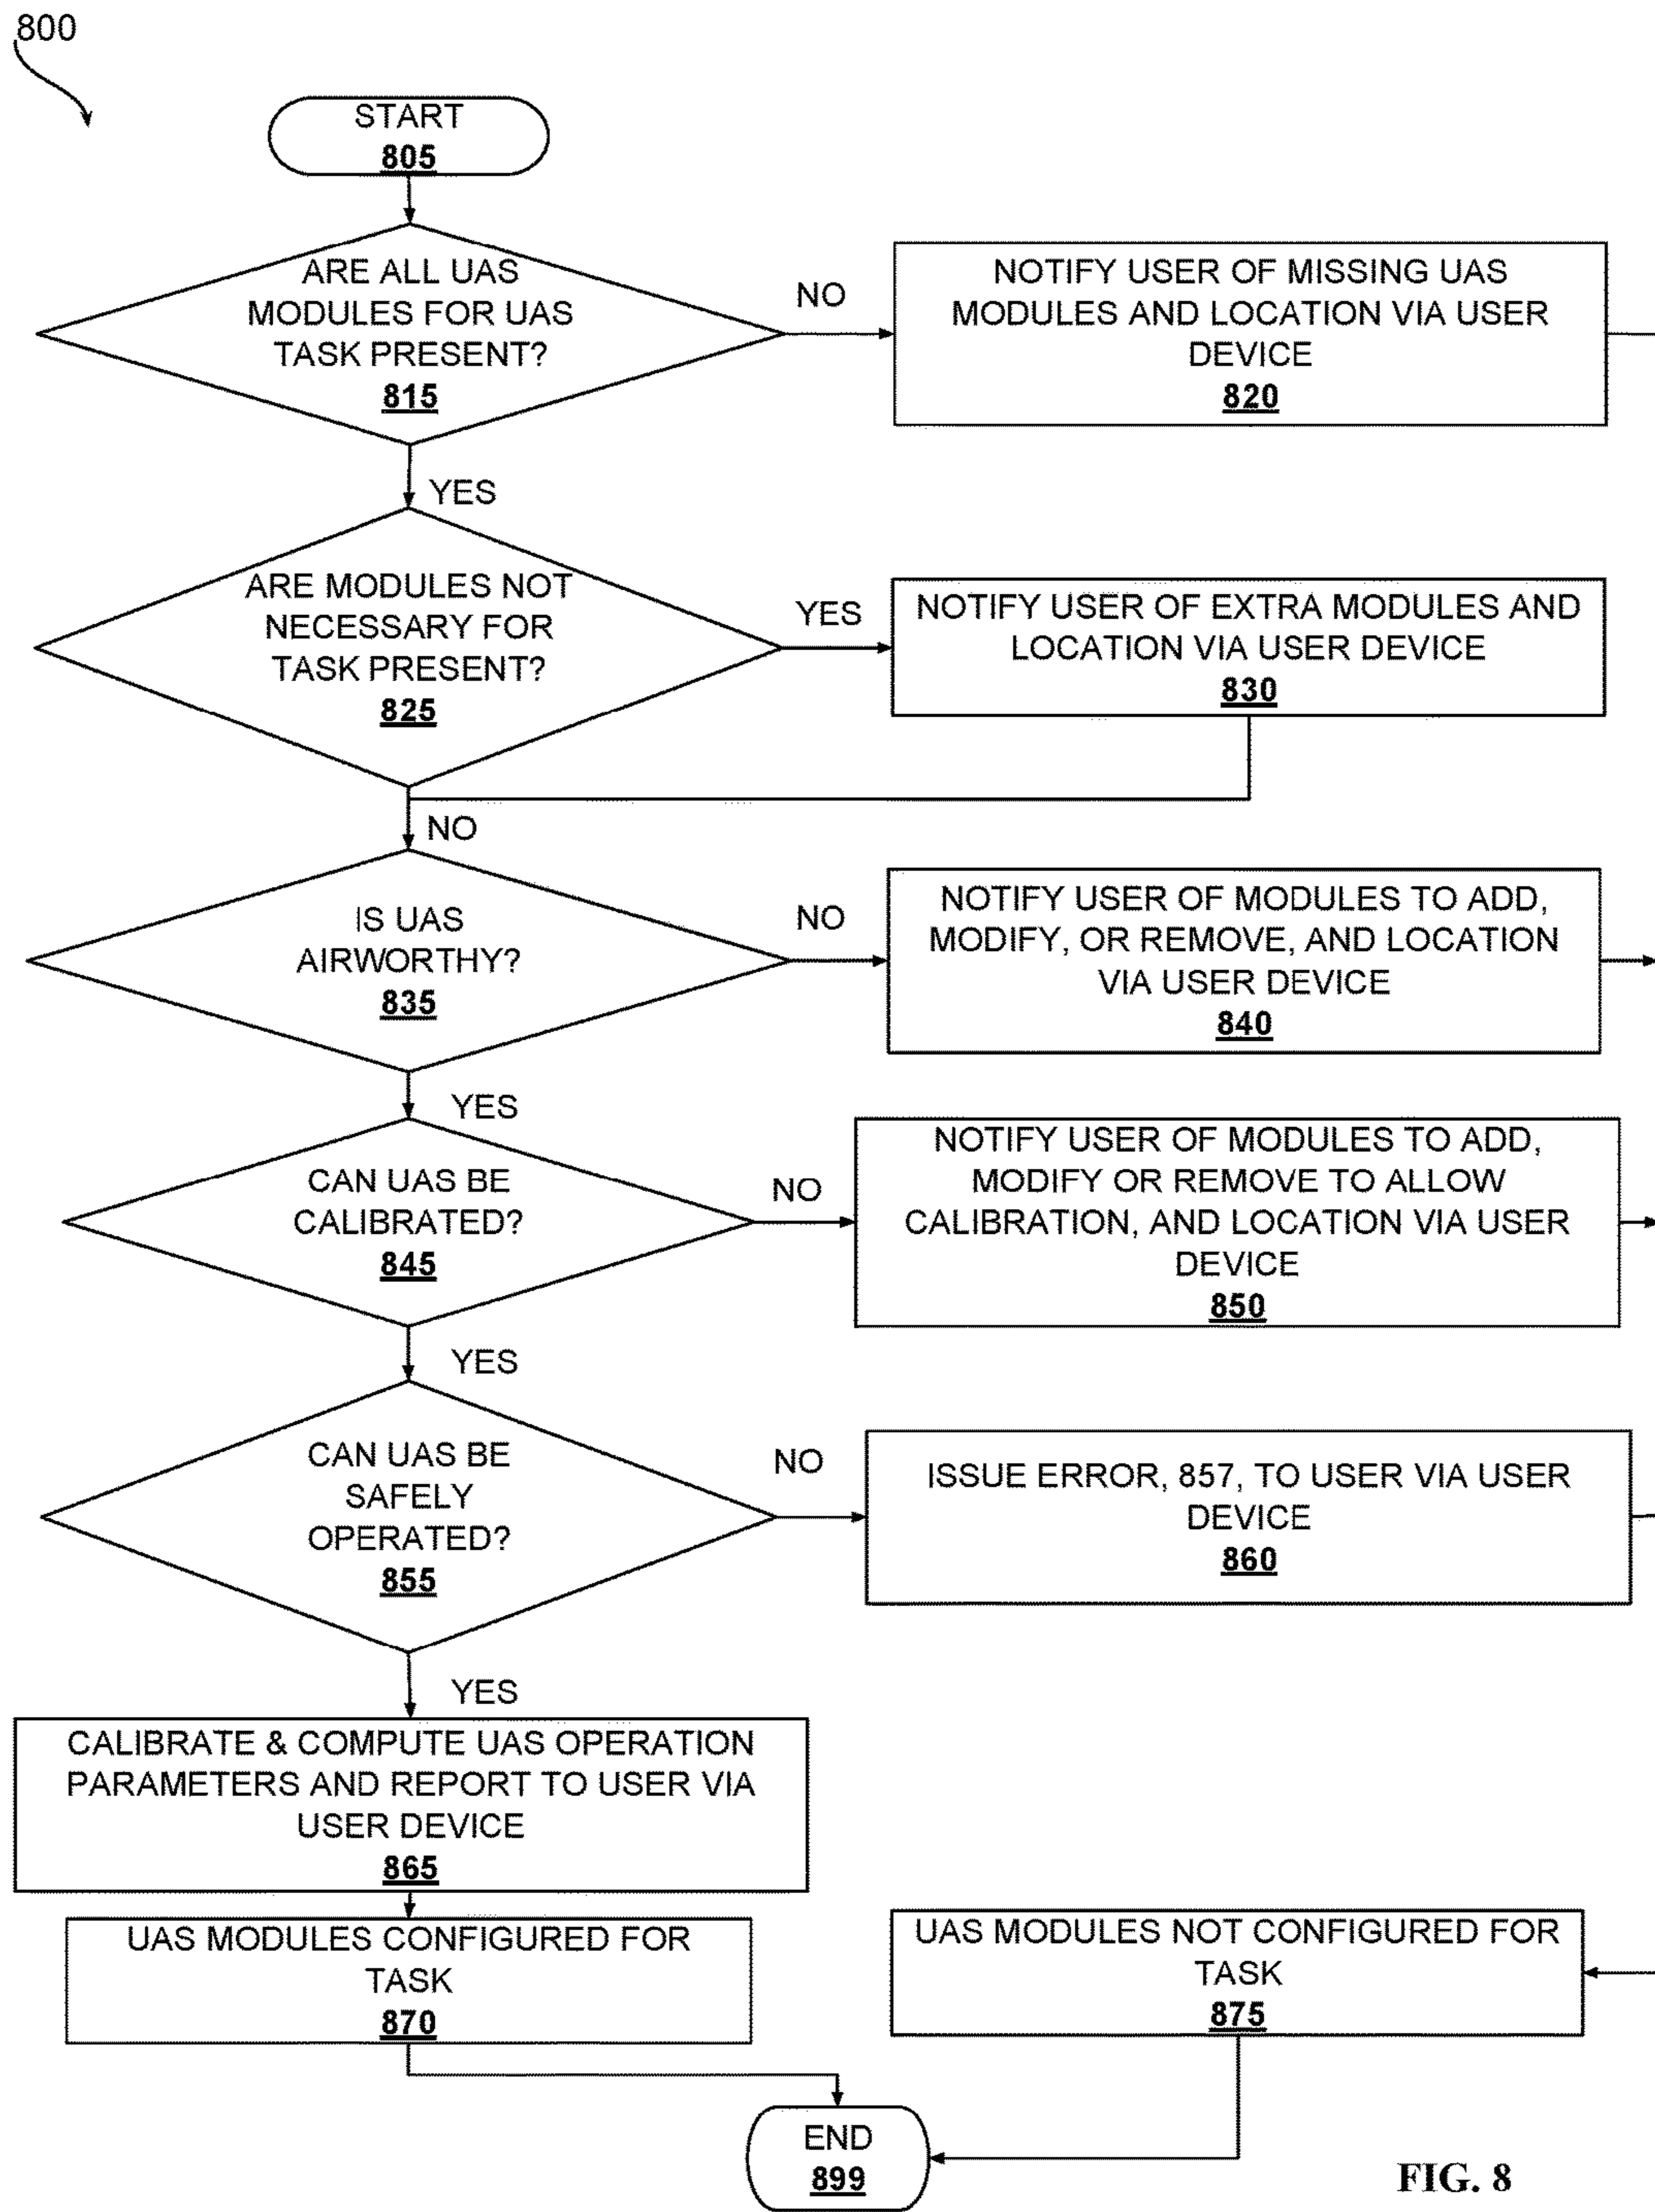 800
START
805
ARE ALL UAS
MODULES FOR UAS
TASK PRESENT?
815
NO
NOTIFY USER OF MISSING UAS
MODULES AND LOCATION VIA USER
DEVICE
820
YES
ARE MODULES NOT
NECESSARY FOR
TASK PRESENT?
825
YES
NOTIFY USER OF EXTRA MODULES AND
LOCATION VIA USER DEVICE
830
NO
IS UAS
AIRWORTHY?
835
NO
NOTIFY USER OF MODULES TO ADD,
MODIFY, OR REMOVE, AND LOCATION
VIA USER DEVICE
840
YES
CAN UAS BE
CALIBRATED?
845
NO
NOTIFY USER OF MODULES TO ADD,
MODIFY OR REMOVE TO ALLOW
CALIBRATION, AND LOCATION VIA USER
DEVICE
850
YES
CAN UAS BE
SAFELY
OPERATED?
855
NO
ISSUE ERROR, 857, TO USER VIA USER
DEVICE
860
YES
CALIBRATE & COMPUTE UAS OPERATION
PARAMETERS AND REPORT TO USER VIA
USER DEVICE
865
UAS MODULES CONFIGURED FOR
TASK
870
UAS MODULES NOT CONFIGURED FOR
TASK
875
END
899
FIG. 8